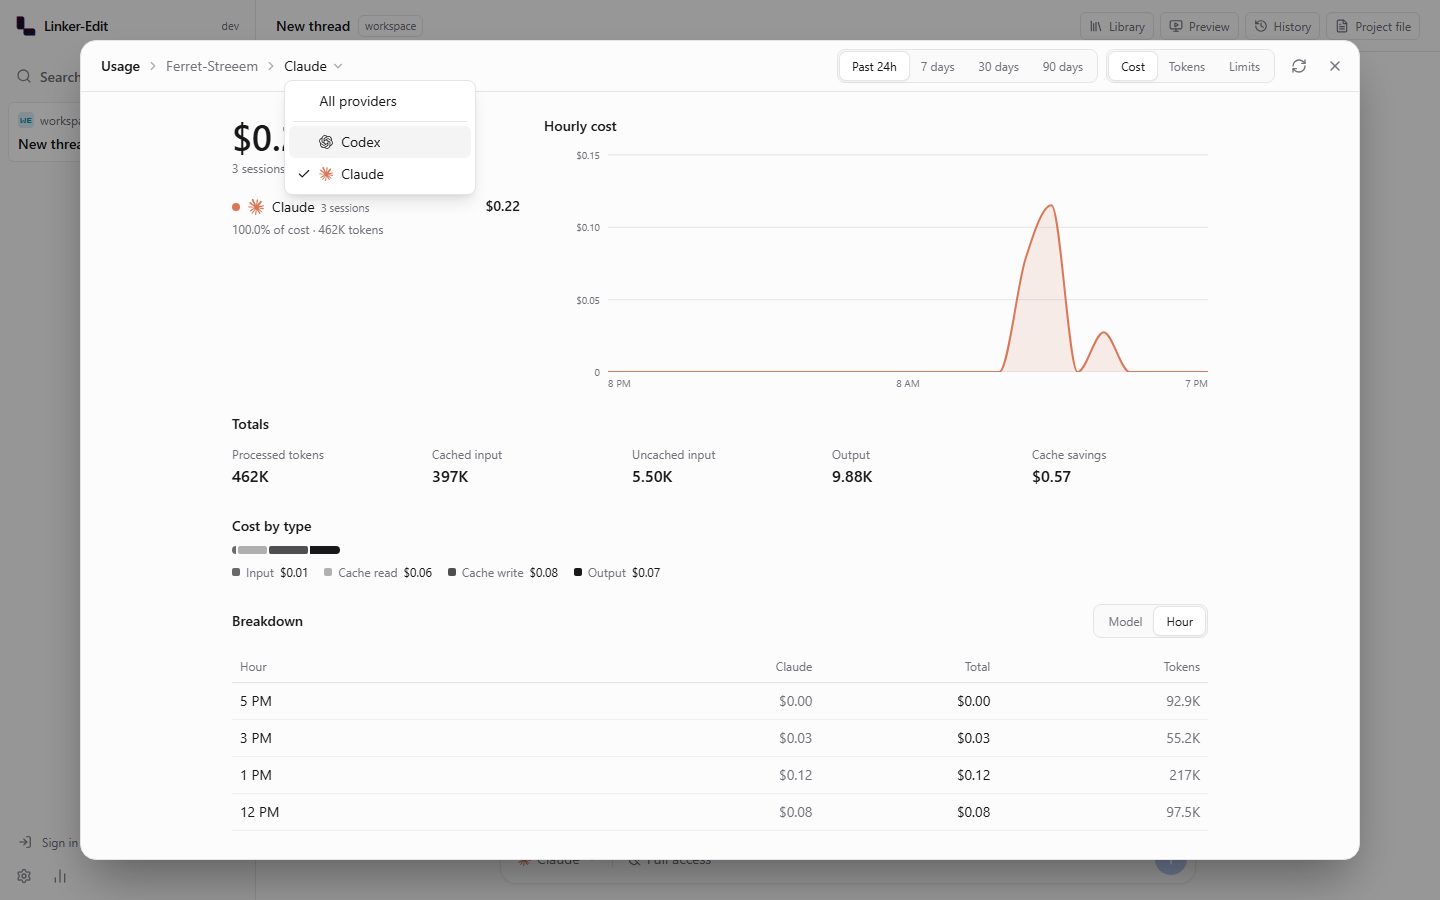 Linker-Edit
dev
New thread
workspace
Library
Preview
History
Project file
Search
WE
New
Usage
Ferret-Streeem
Claude
Past 24h
7 days
30 days
90 days
Cost
Tokens
Limits
All providers
Codex
Claude
$0.
3 sessions
Claude 3 sessions
$0.22
100.0% of cost · 462K tokens
Hourly cost
$0.15
$0.10
$0.05
0
8 PM
8 AM
7 PM
Totals
Processed tokens
462K
Cached input
397K
Uncached input
5.50K
Output
9.88K
Cache savings
$0.57
Cost by type
Input $0.01
Cache read $0.06
Cache write $0.08
Output $0.07
Breakdown
Model
Hour
Hour Claude Total Tokens
5 PM $0.00 $0.00 92.9K
3 PM $0.03 $0.03 55.2K
1 PM $0.12 $0.12 217K
12 PM $0.08 $0.08 97.5K
Sign in
Claude
Full access